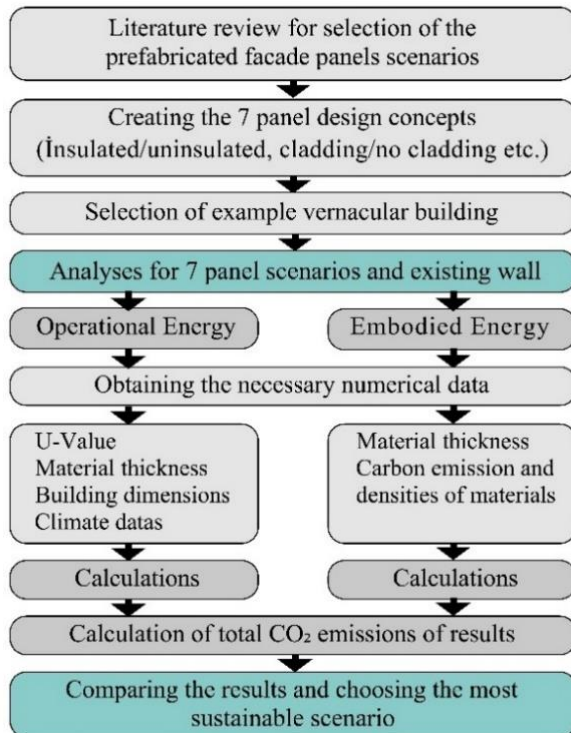 Literature review for selection of the
prefabricated facade panels scenarios
Creating the 7 panel design concepts
(İnsulated/uninsulated, cladding/no cladding etc.)
Selection of example vernacular building
Analyses for 7 panel scenarios and existing wall
Operational Energy
Embodied Energy
Obtaining the necessary numerical data
U-Value
Material thickness
Building dimensions
Climate datas
Material thickness
Carbon emission and
densities of materials
Calculations
Calculations
Calculation of total CO₂ emissions of results
Comparing the results and choosing the most
sustainable scenario